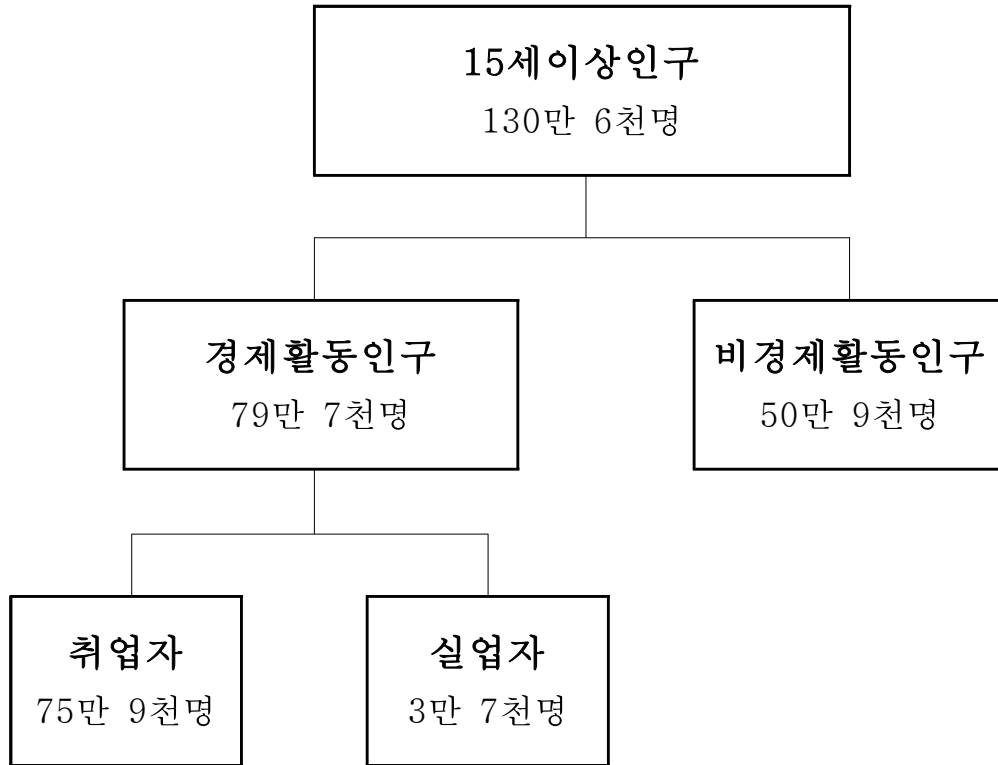 15세이상인구
130만 6천명
경제활동인구
79만 7천명
비경제활동인구
50만 9천명
취업자
75만 9천명
실업자
3만 7천명